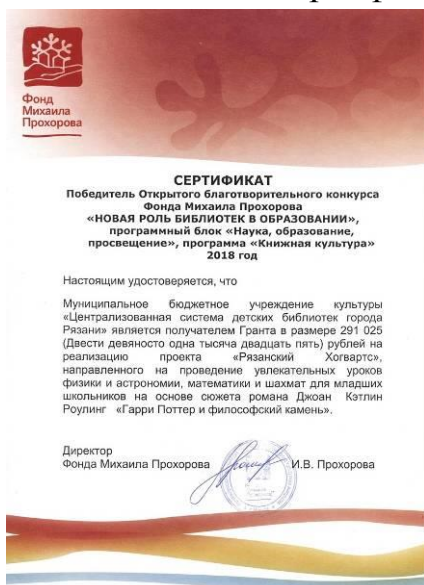 Фонд
Михаила
Прохорова
СЕРТИФИКАТ
Победитель Открытого благотворительного конкурса
Фонда Михаила Прохорова
«НОВАЯ РОЛЬ БИБЛИОТЕК В ОБРАЗОВАНИИ»,
программный блок «Наука, образование,
просвещение», программа «Книжная культура»
2018 год
Настоящим удостоверяется, что
Муниципальное бюджетное учреждение культуры
«Централизованная система детских библиотек города
Рязани» является получателем Гранта в размере 291 025
(Двести девяносто одна тысяча двадцать пять) рублей на
реализацию проекта «Рязанский Хогвартс»,
направленного на проведение увлекательных уроков
физики и астрономии, математики и шахмат для младших
школьников на основе сюжета романа Джоан Кэтлин
Роулинг «Гарри Поттер и философский камень».
Директор
Фонда Михаила Прохорова И.В. Прохорова